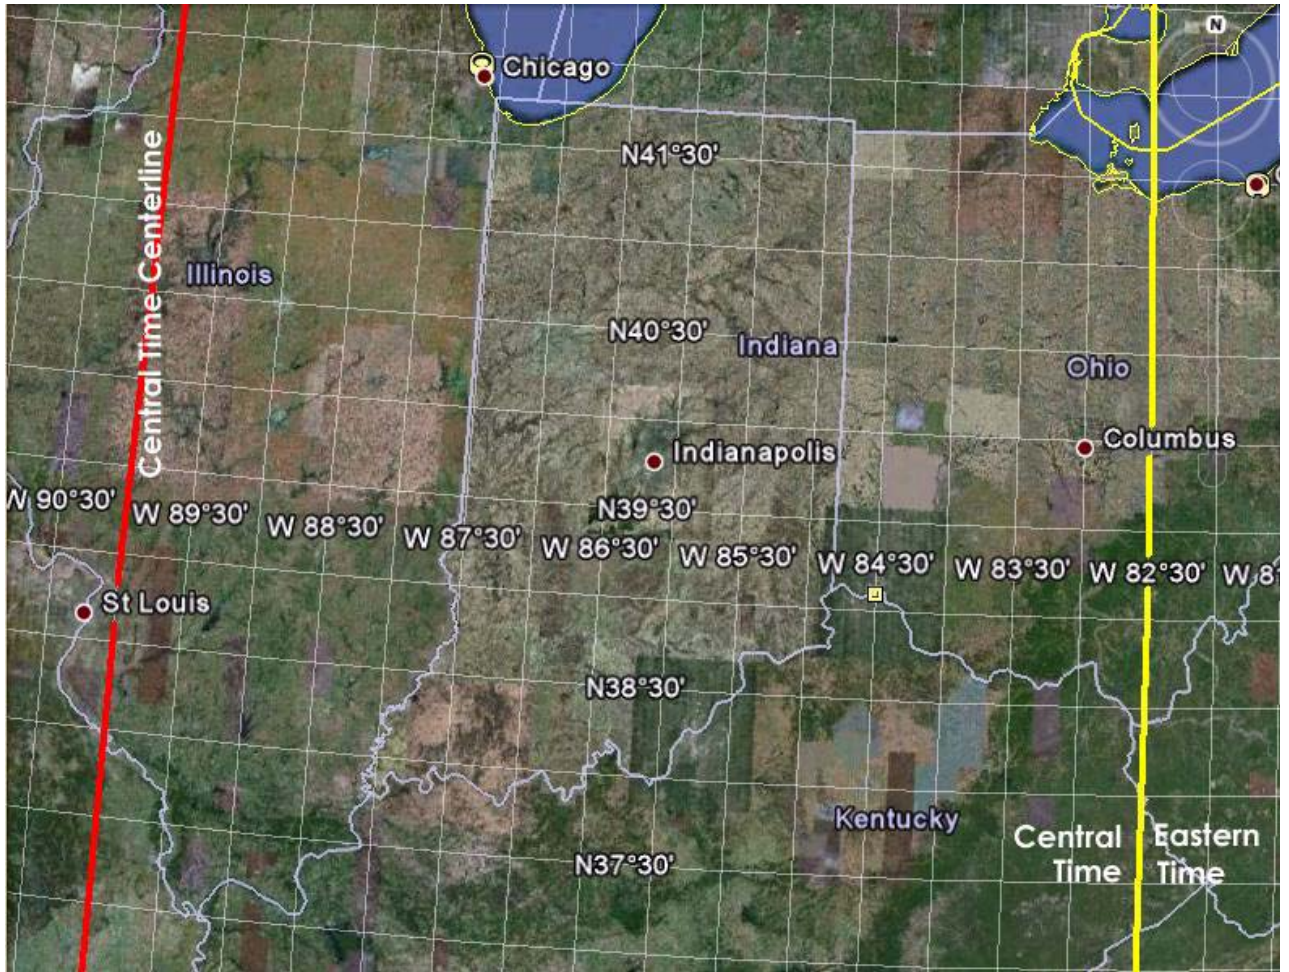 N
Chicago
N41°30'
Central Time Centerline
Illinois
N40°30'
Indiana
Ohio
Columbus
Indianapolis
W 90°30'
W 89°30'
W 88°30'
W 87°30'
N39°30'
W 86°30'
W 85°30'
W 84°30'
W 83°30'
W 82°30'
W 81
St Louis
N38°30'
Kentucky
Central
Time
Eastern
Time
N37°30'